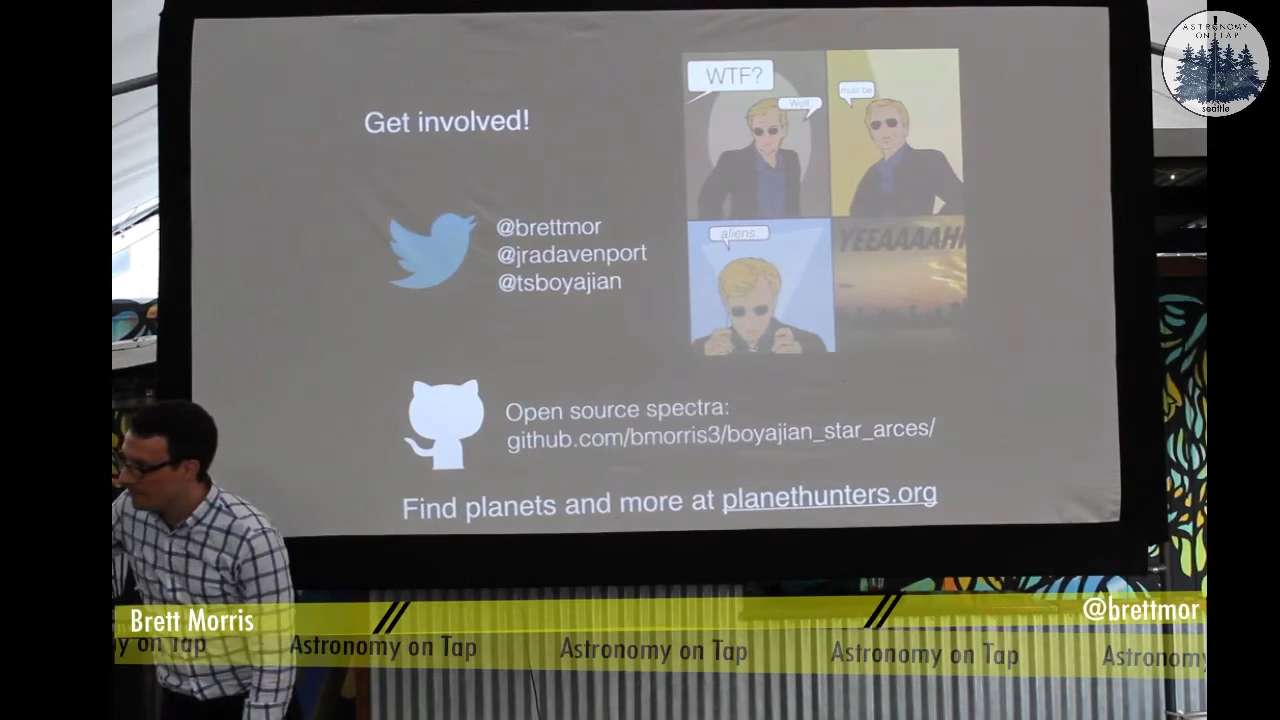 ASTRONOMY
ON TAP
seattle
Get involved!
WTF?
Well
must be
@brettmor
@jradavenport
@tsboyajian
aliens
YEEAAAAH
Open source spectra:
github.com/bmorris3/boyajian_star_arces/
Find planets and more at planethunters.org
Brett Morris
@brettmor
y on Tap
Astronomy on Tap
Astronomy on Tap
Astronomy on Tap
Astronomy